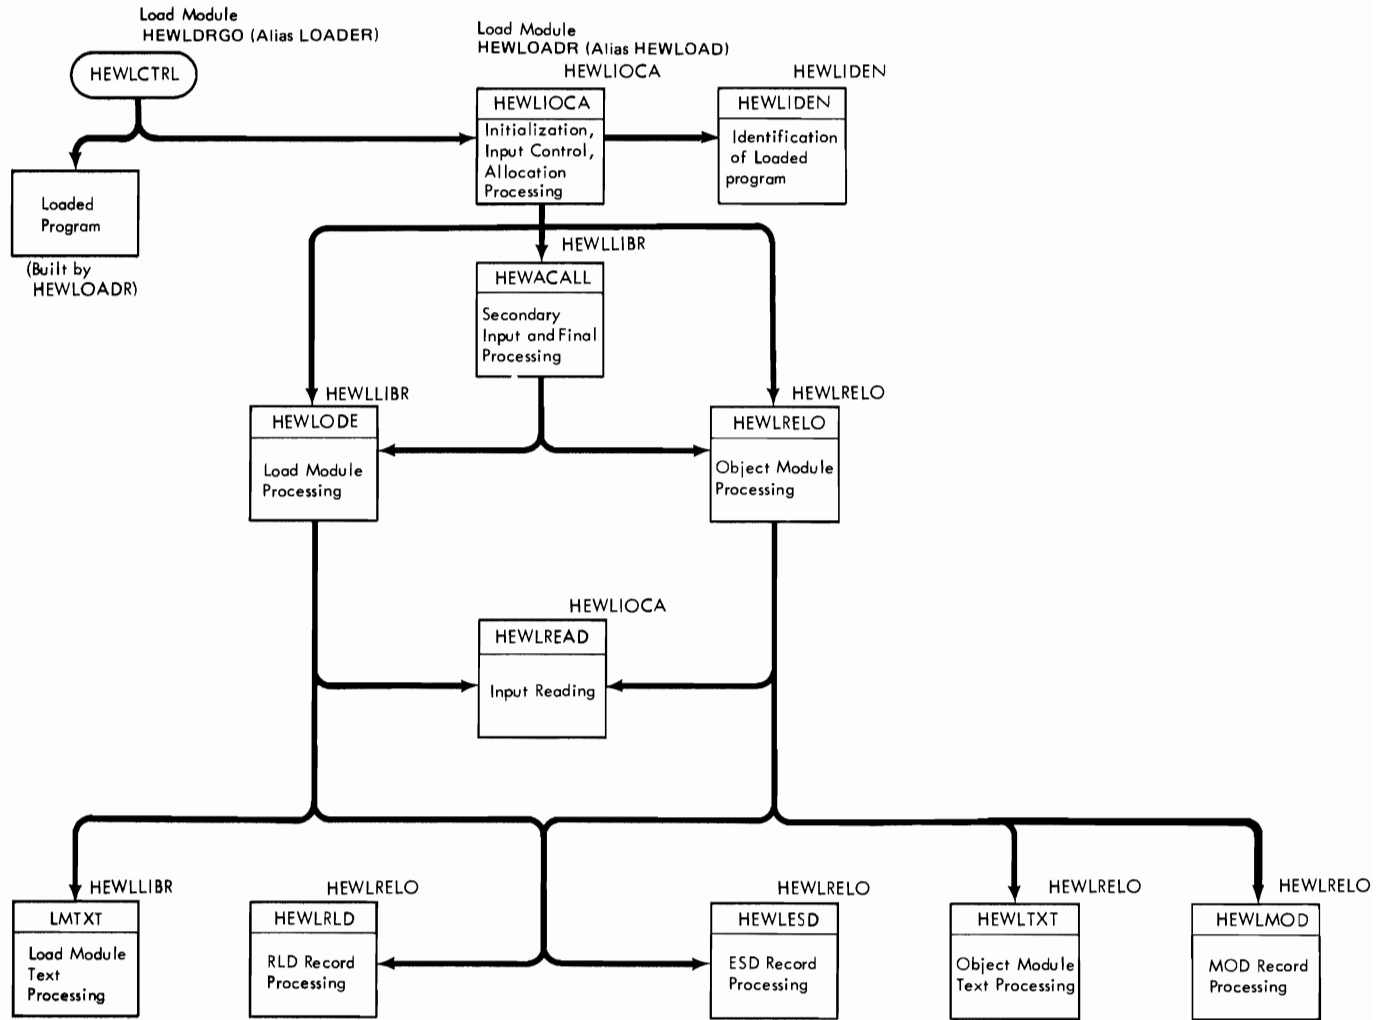 Load Module
HEWLDRGO (Alias LOADER)
HEWLCTRL
Loaded
Program
(Built by
HEWLOADR)
Load Module
HEWLOADR (Alias HEWLOAD)
HEWLIOCA
HEWLIOCA
Initialization,
Input Control,
Allocation
Processing
HEWLIDEN
HEWLIDEN
Identification
of Loaded
program
HEWLLIBR
HEWACALL
Secondary
Input and Final
Processing
HEWLLIBR
HEWLODE
Load Module
Processing
HEWLRELO
HEWLRELO
Object Module
Processing
HEWLIOCA
HEWLREAD
Input Reading
HEWLLIBR
LMTXT
Load Module
Text
Processing
HEWLRELO
HEWLRLD
RLD Record
Processing
HEWLRELO
HEWLESD
ESD Record
Processing
HEWLRELO
HEWLTXT
Object Module
Text Processing
HEWLRELO
HEWLMOD
MOD Record
Processing